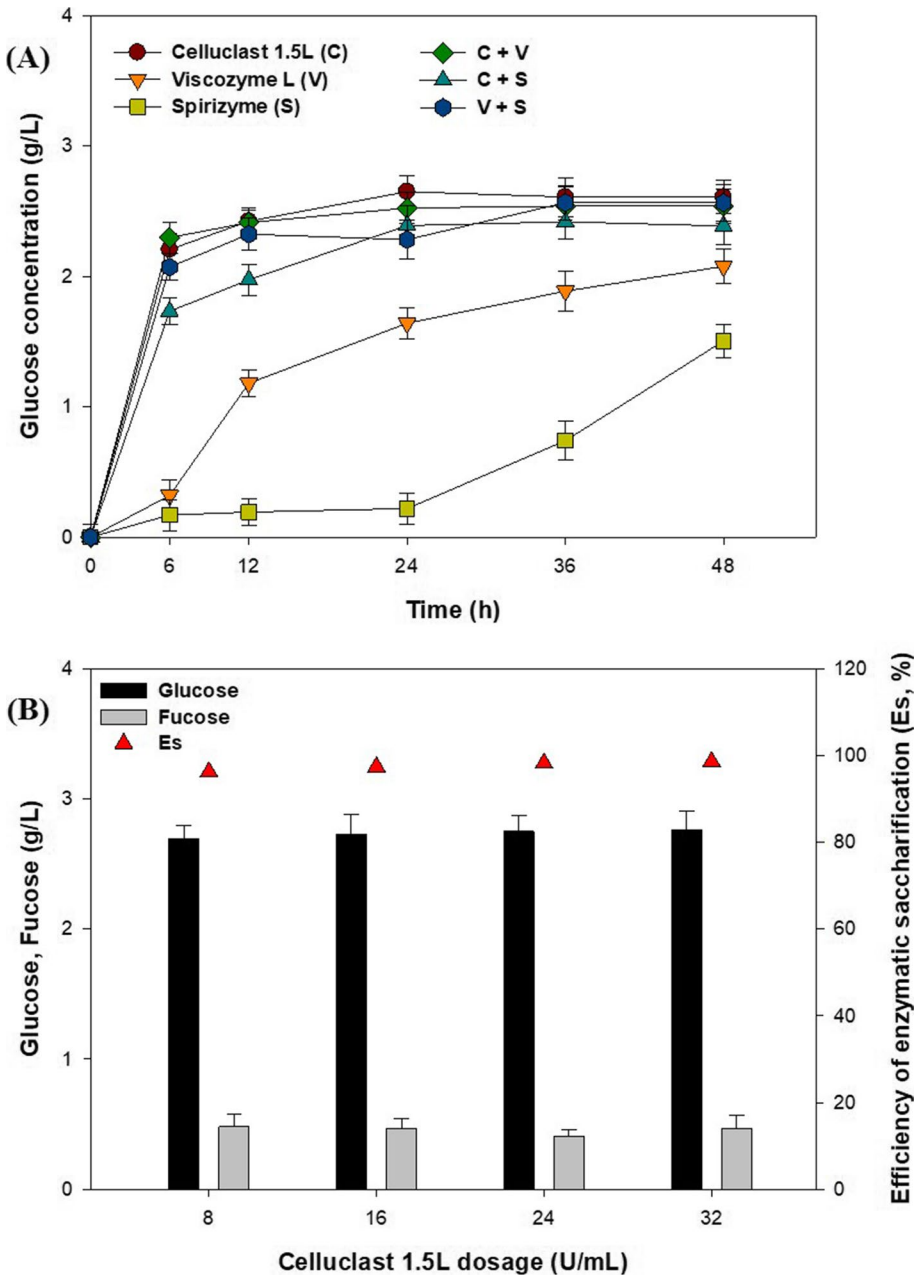 (A)
4
3
2
1
0
Glucose concentration (g/L)
Celluclast 1.5L (C)
Viscozyme L (V)
Spirizyme (S)
C + V
C + S
V + S
0 6 12 24 36 48
Time (h)
(B)
4
3
2
1
0
Glucose, Fucose (g/L)
Glucose
Fucose
Es
120
100
80
60
40
20
0
Efficiency of enzymatic saccharification (Es, %)
8 16 24 32
Celluclast 1.5L dosage (U/mL)